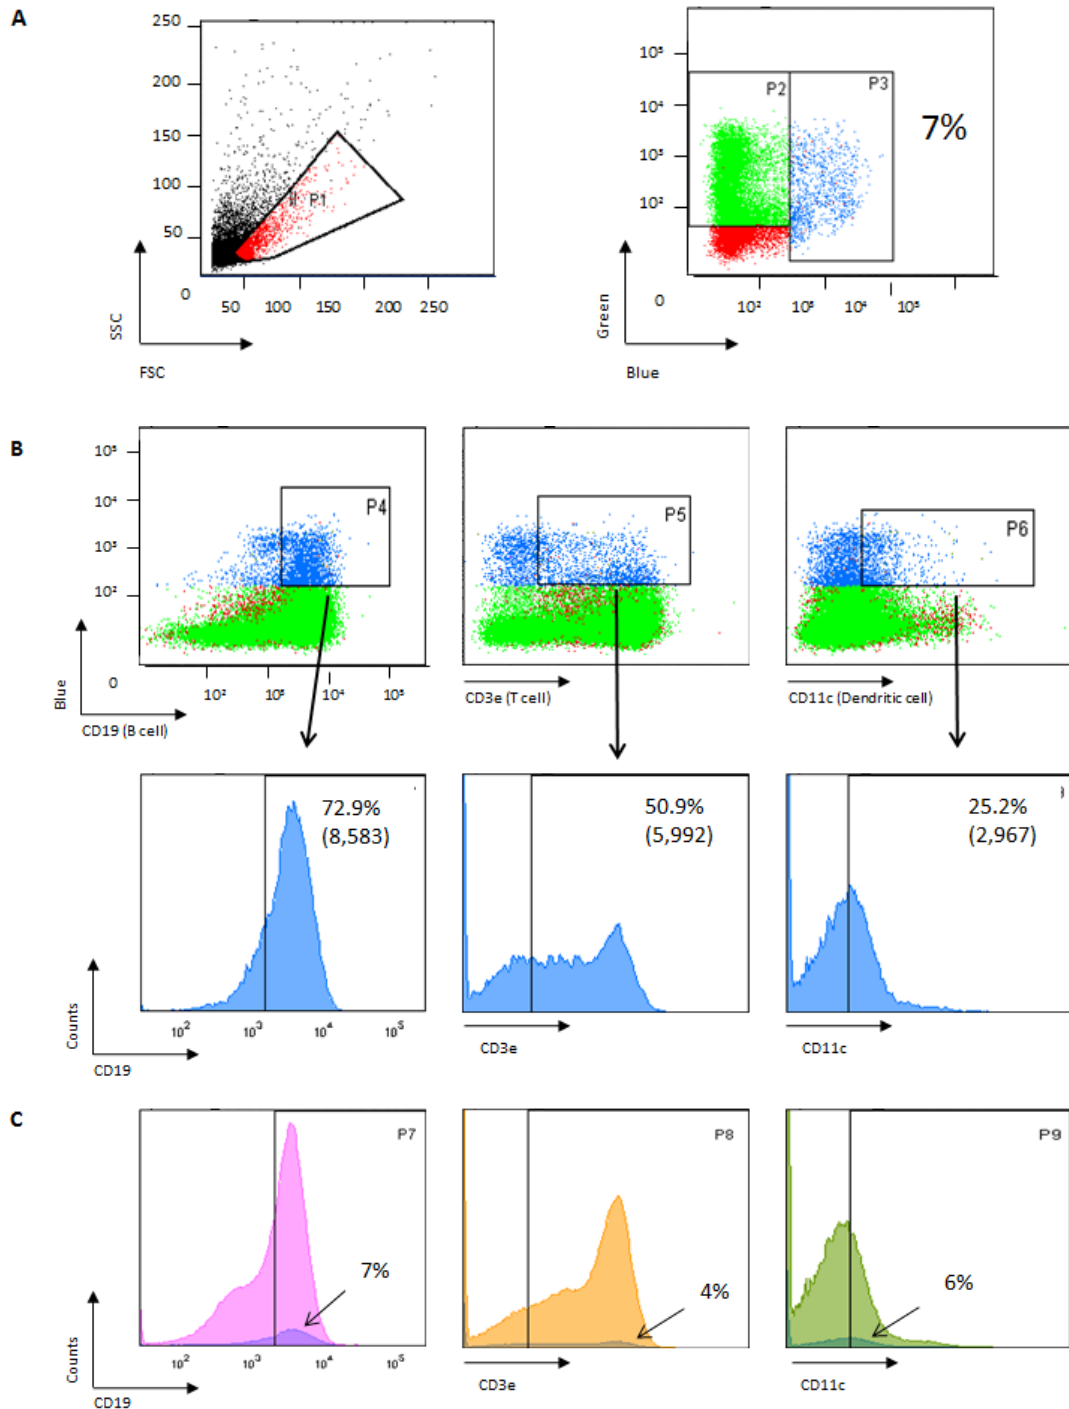 A
250
200
150
100
50
0
P1
50 100 150 200 250
SSC
FSC
10⁵
10⁴
10³
10²
0
P2
P3
7%
10² 10³ 10⁴ 10⁵
Green
Blue
B
10⁵
10⁴
10³
10²
0
P4
P5
P6
10² 10³ 10⁴ 10⁵
Blue
CD19 (B cell)
CD3e (T cell)
CD11c (Dendritic cell)
72.9%
(8,583)
50.9%
(5,992)
25.2%
(2,967)
10² 10³ 10⁴ 10⁵
Counts
CD19
CD3e
CD11c
C
P7
P8
P9
7%
4%
6%
10² 10³ 10⁴ 10⁵
Counts
CD19
CD3e
CD11c